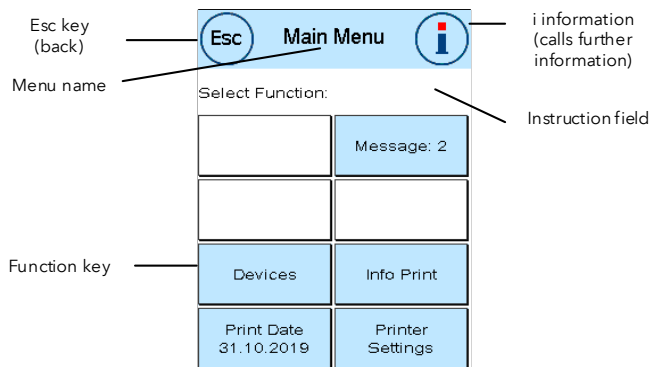 Esc key
(back)
Menu name
Function key
Esc
Main Menu
i
Select Function:
Message: 2
Devices
Info Print
Print Date
31.10.2019
Printer
Settings
i information
(calls further
information)
Instruction field